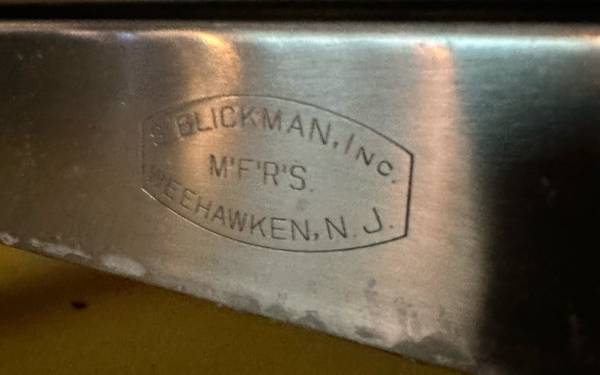 S. BLICKMAN, INC.
M'F'R'S.
WEEHAWKEN, N. J.